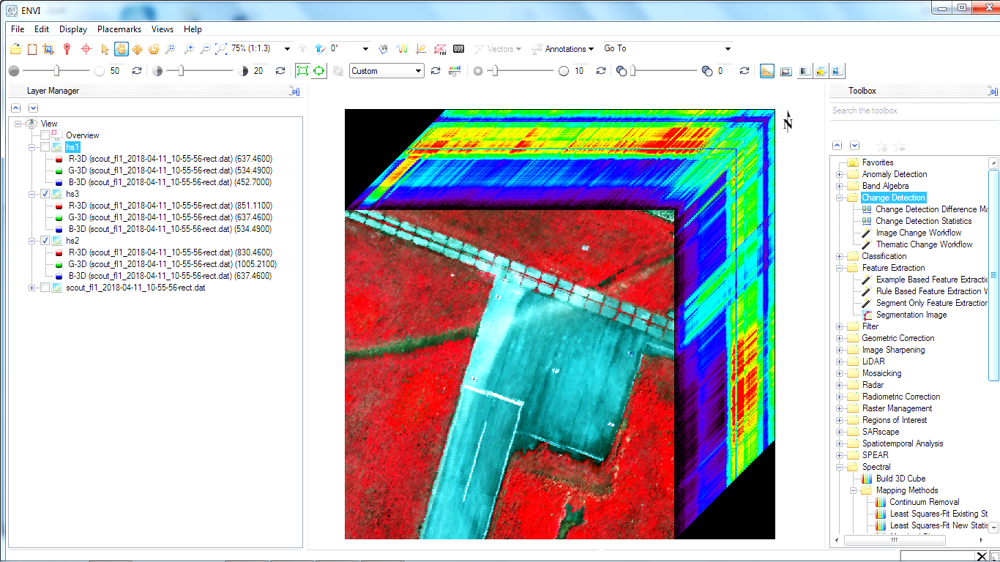 ENVI
File Edit Display Placemarks Views Help
75% (1:1.3) 0° Vectors Annotations Go To
50 20 Custom 10 0
Layer Manager
View
Overview
hs1
R-3D (scout_fl1_2018-04-11_10-55-56-rect.dat) (637.4600)
G-3D (scout_fl1_2018-04-11_10-55-56-rect.dat) (534.4900)
B-3D (scout_fl1_2018-04-11_10-55-56-rect.dat) (452.7000)
hs3
R-3D (scout_fl1_2018-04-11_10-55-56-rect.dat) (851.1100)
G-3D (scout_fl1_2018-04-11_10-55-56-rect.dat) (637.4600)
B-3D (scout_fl1_2018-04-11_10-55-56-rect.dat) (534.4900)
hs2
R-3D (scout_fl1_2018-04-11_10-55-56-rect.dat) (830.4600)
G-3D (scout_fl1_2018-04-11_10-55-56-rect.dat) (1005.2100)
B-3D (scout_fl1_2018-04-11_10-55-56-rect.dat) (637.4600)
scout_fl1_2018-04-11_10-55-56-rect.dat
N
Toolbox
Search the toolbox
Favorites
Anomaly Detection
Band Algebra
Change Detection
Change Detection Difference Ma
Change Detection Statistics
Image Change Workflow
Thematic Change Workflow
Classification
Feature Extraction
Example Based Feature Extractio
Rule Based Feature Extraction W
Segment Only Feature Extraction
Segmentation Image
Filter
Geometric Correction
Image Sharpening
LiDAR
Mosaicking
Radar
Radiometric Correction
Raster Management
Regions of Interest
SARscape
Spatiotemporal Analysis
SPEAR
Spectral
Build 3D Cube
Mapping Methods
Continuum Removal
Least Squares-Fit Existing St
Least Squares-Fit New Statis